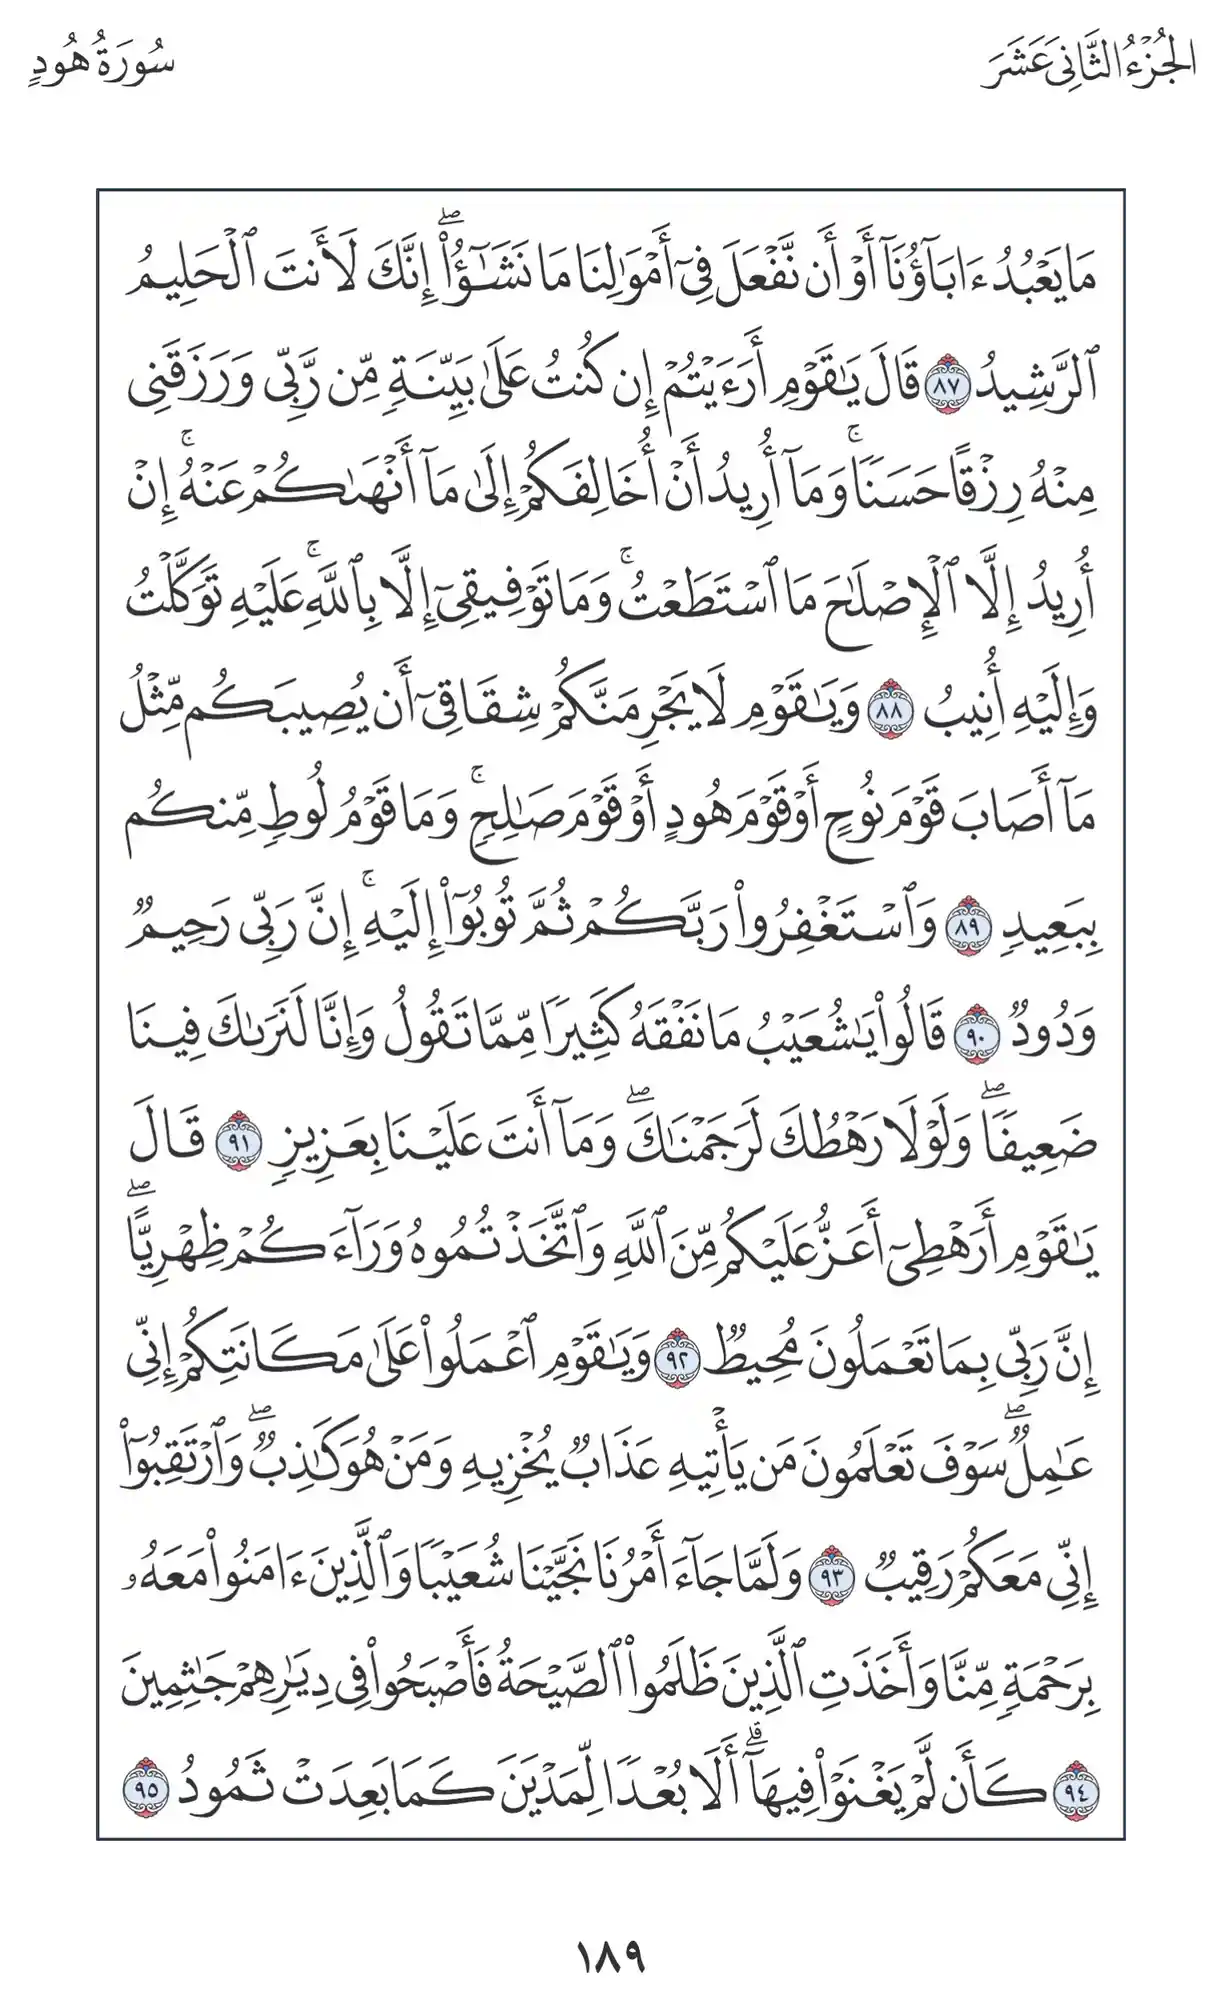 الجُزْءُ الثَّانِي عَشَرَ
سُورَةُ هُودٍ
مَا يَعْبُدُ ءَابَآؤُنَآ أَوْ أَن نَّفْعَلَ فِىٓ أَمْوَٰلِنَا مَا نَشَـٰٓؤُا۟ ۖ إِنَّكَ لَأَنتَ ٱلْحَلِيمُ
ٱلرَّشِيدُ ٨٧ قَالَ يَـٰقَوْمِ أَرَءَيْتُمْ إِن كُنتُ عَلَىٰ بَيِّنَةٍ مِّن رَّبِّى وَرَزَقَنِى
مِنْهُ رِزْقًا حَسَنًا ۚ وَمَآ أُرِيدُ أَنْ أُخَالِفَكُمْ إِلَىٰ مَآ أَنْهَىٰكُمْ عَنْهُ ۚ إِنْ
أُرِيدُ إِلَّا ٱلْإِصْلَـٰحَ مَا ٱسْتَطَعْتُ ۚ وَمَا تَوْفِيقِىٓ إِلَّا بِٱللَّهِ ۚ عَلَيْهِ تَوَكَّلْتُ
وَإِلَيْهِ أُنِيبُ ٨٨ وَيَـٰقَوْمِ لَا يَجْرِمَنَّكُمْ شِقَاقِىٓ أَن يُصِيبَكُم مِّثْلُ
مَآ أَصَابَ قَوْمَ نُوحٍ أَوْ قَوْمَ هُودٍ أَوْ قَوْمَ صَـٰلِحٍ ۚ وَمَا قَوْمُ لُوطٍ مِّنكُم
بِبَعِيدٍ ٨٩ وَٱسْتَغْفِرُوا۟ رَبَّكُمْ ثُمَّ تُوبُوٓا۟ إِلَيْهِ ۚ إِنَّ رَبِّى رَحِيمٌ
وَدُودٌ ٩٠ قَالُوا۟ يَـٰشُعَيْبُ مَا نَفْقَهُ كَثِيرًا مِّمَّا تَقُولُ وَإِنَّا لَنَرَىٰكَ فِينَا
ضَعِيفًا ۖ وَلَوْلَا رَهْطُكَ لَرَجَمْنَـٰكَ ۖ وَمَآ أَنتَ عَلَيْنَا بِعَزِيزٍ ٩١ قَالَ
يَـٰقَوْمِ أَرَهْطِىٓ أَعَزُّ عَلَيْكُم مِّنَ ٱللَّهِ وَٱتَّخَذْتُمُوهُ وَرَآءَكُمْ ظِهْرِيًّا ۖ
إِنَّ رَبِّى بِمَا تَعْمَلُونَ مُحِيطٌ ٩٢ وَيَـٰقَوْمِ ٱعْمَلُوا۟ عَلَىٰ مَكَانَتِكُمْ إِنِّى
عَـٰمِلٌ ۖ سَوْفَ تَعْلَمُونَ مَن يَأْتِيهِ عَذَابٌ يُخْزِيهِ وَمَنْ هُوَ كَـٰذِبٌ ۖ وَٱرْتَقِبُوٓا۟
إِنِّى مَعَكُمْ رَقِيبٌ ٩٣ وَلَمَّا جَآءَ أَمْرُنَا نَجَّيْنَا شُعَيْبًا وَٱلَّذِينَ ءَامَنُوا۟ مَعَهُۥ
بِرَحْمَةٍ مِّنَّا وَأَخَذَتِ ٱلَّذِينَ ظَلَمُوا۟ ٱلصَّيْحَةُ فَأَصْبَحُوا۟ فِى دِيَـٰرِهِمْ جَـٰثِمِينَ
٩٤ كَأَن لَّمْ يَغْنَوْا۟ فِيهَآ ۗ أَلَا بُعْدًا لِّمَدْيَنَ كَمَا بَعِدَتْ ثَمُودُ ٩٥
١٨٩